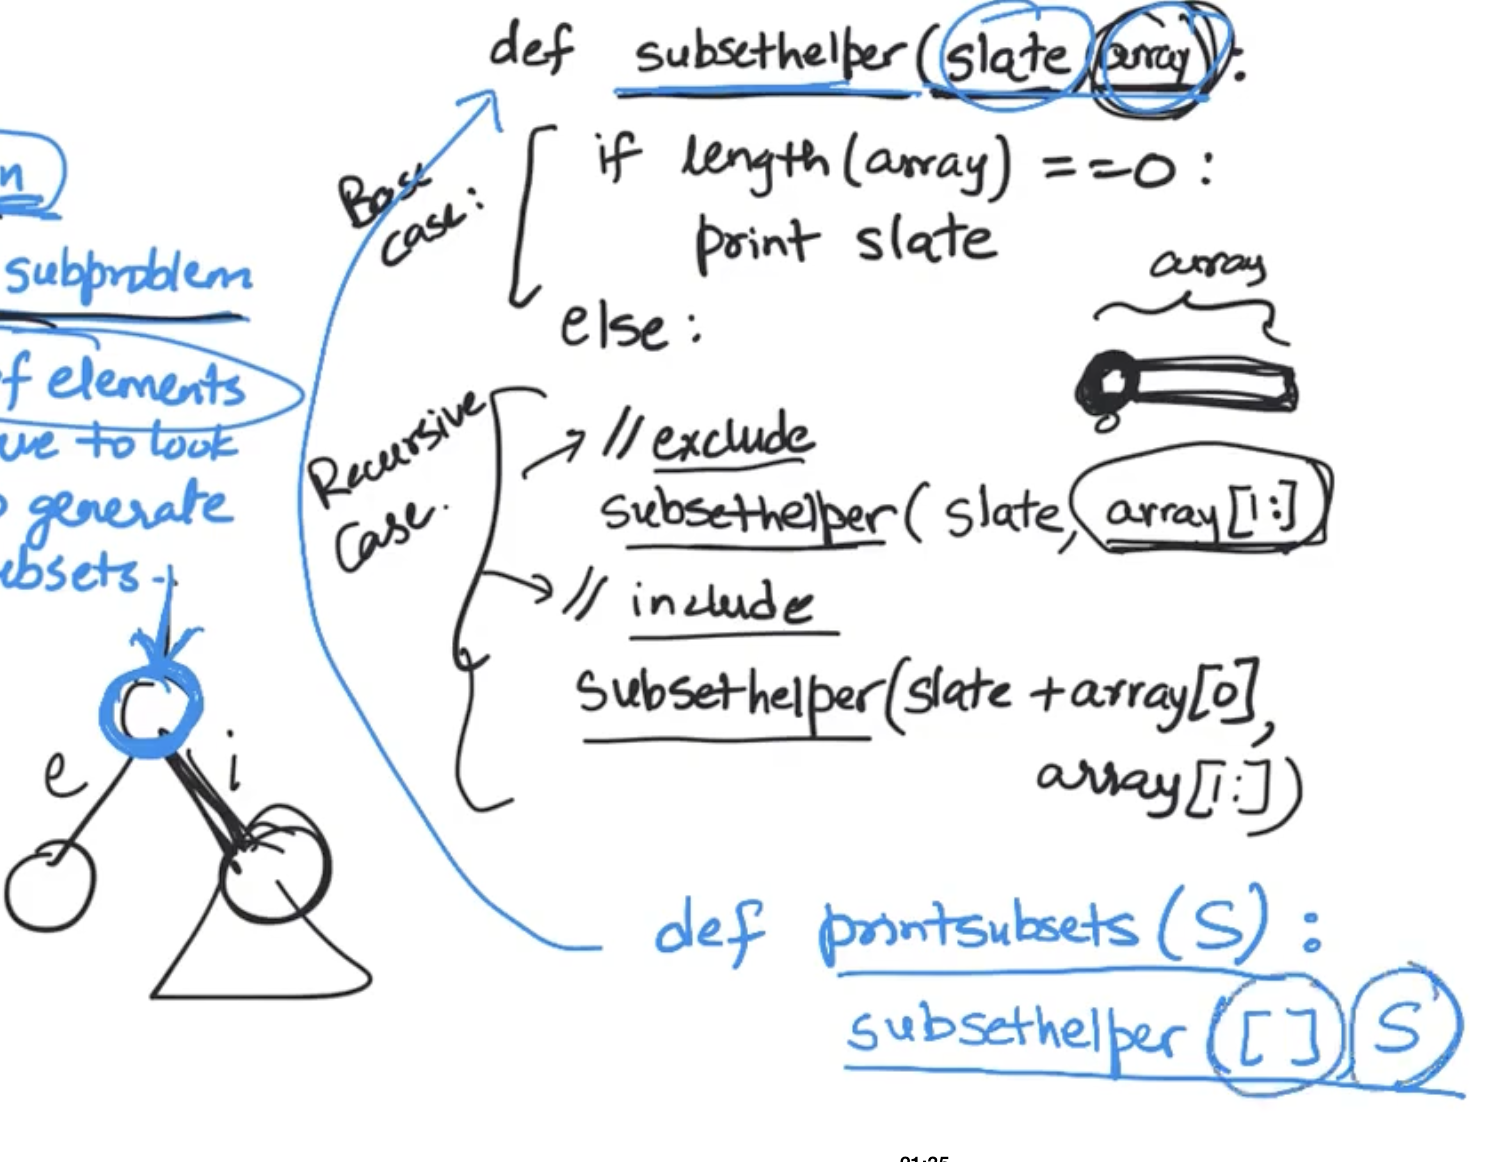 def subsethelper(slate, array):
Base case:
if length(array) ==0 :
print slate
else :
array
0
Recursive Case.
// exclude
subsethelper( slate, array[1:]
// include
subsethelper(slate + array[0],
array[1:])
n
subproblem
f elements
ve to look
generate
ubsets.
e
i
def printsubsets(S) :
subsethelper([], S